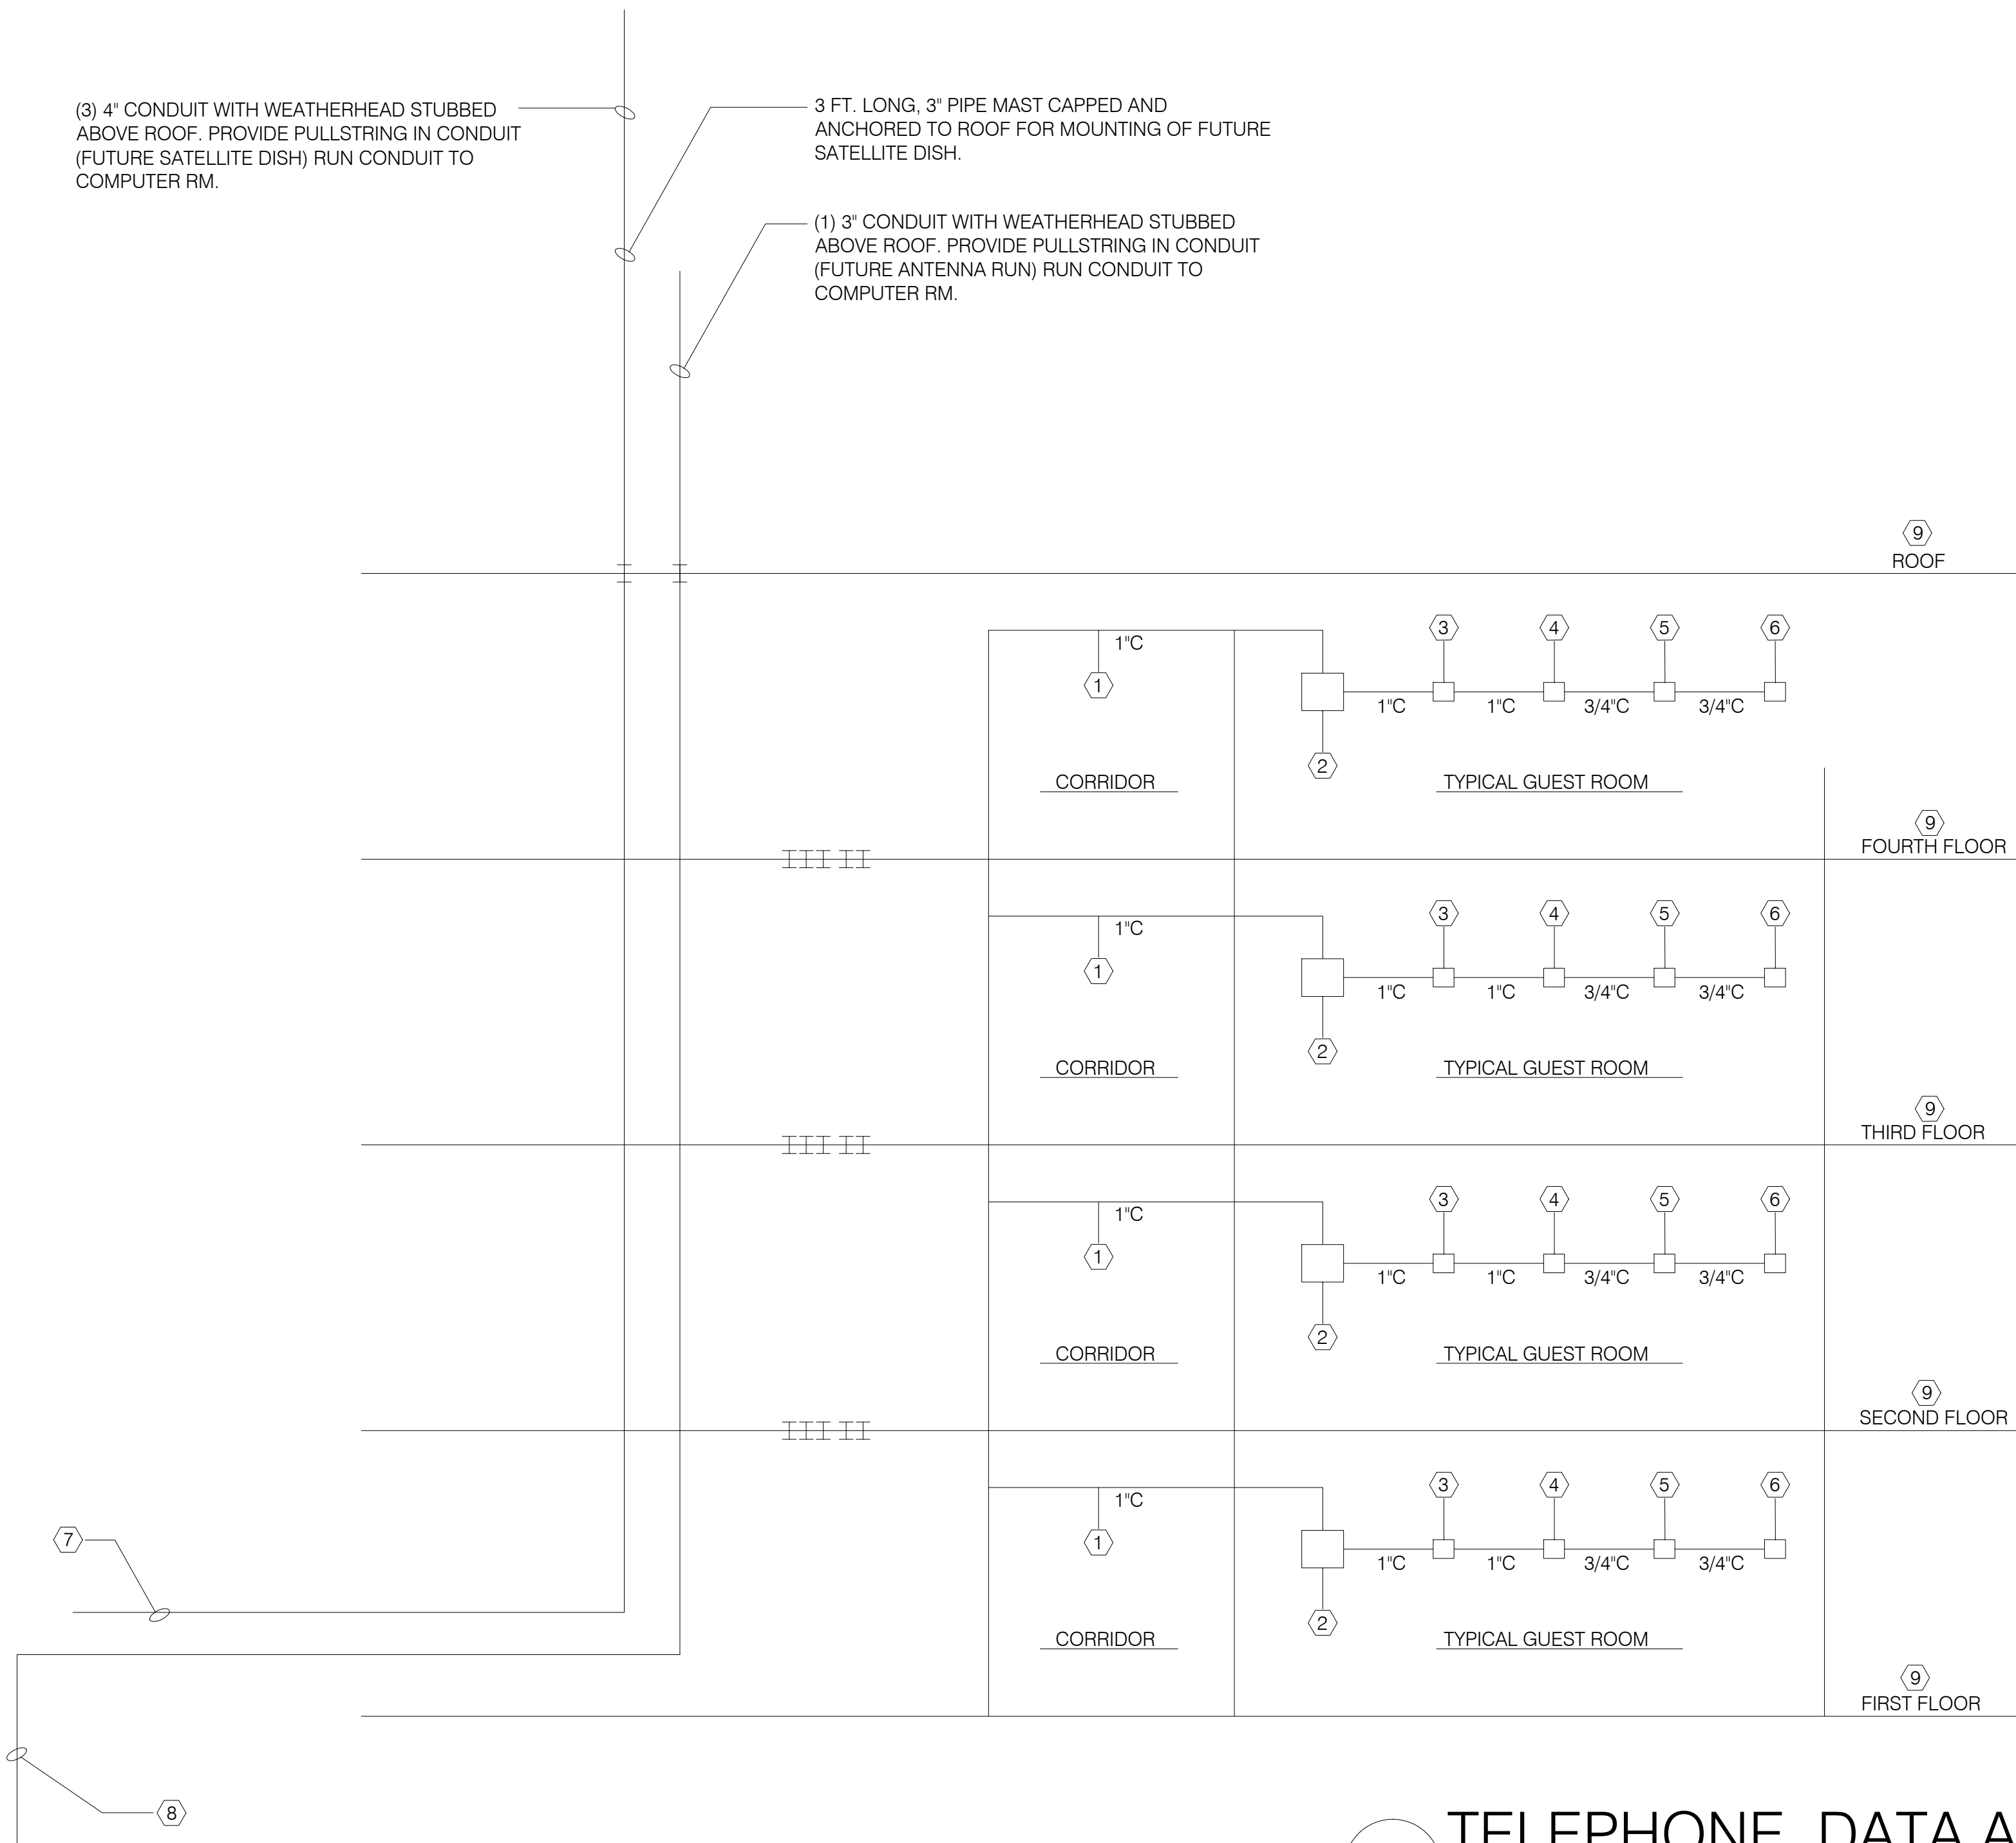 (3) 4" CONDUIT WITH WEATHERHEAD STUBBED
ABOVE ROOF. PROVIDE PULLSTRING IN CONDUIT
(FUTURE SATELLITE DISH) RUN CONDUIT TO
COMPUTER RM.
3 FT. LONG, 3" PIPE MAST CAPPED AND
ANCHORED TO ROOF FOR MOUNTING OF FUTURE
SATELLITE DISH.
(1) 3" CONDUIT WITH WEATHERHEAD STUBBED
ABOVE ROOF. PROVIDE PULLSTRING IN CONDUIT
(FUTURE ANTENNA RUN) RUN CONDUIT TO
COMPUTER RM.
9
ROOF
3 4 5 6
1"C
1
1"C 1"C 3/4"C 3/4"C
2
CORRIDOR TYPICAL GUEST ROOM
9
FOURTH FLOOR
3 4 5 6
1"C
1
1"C 1"C 3/4"C 3/4"C
2
CORRIDOR TYPICAL GUEST ROOM
9
THIRD FLOOR
3 4 5 6
1"C
1
1"C 1"C 3/4"C 3/4"C
2
CORRIDOR TYPICAL GUEST ROOM
9
SECOND FLOOR
3 4 5 6
1"C
7
1
1"C 1"C 3/4"C 3/4"C
2
CORRIDOR TYPICAL GUEST ROOM
9
FIRST FLOOR
8
TELEPHONE, DATA A